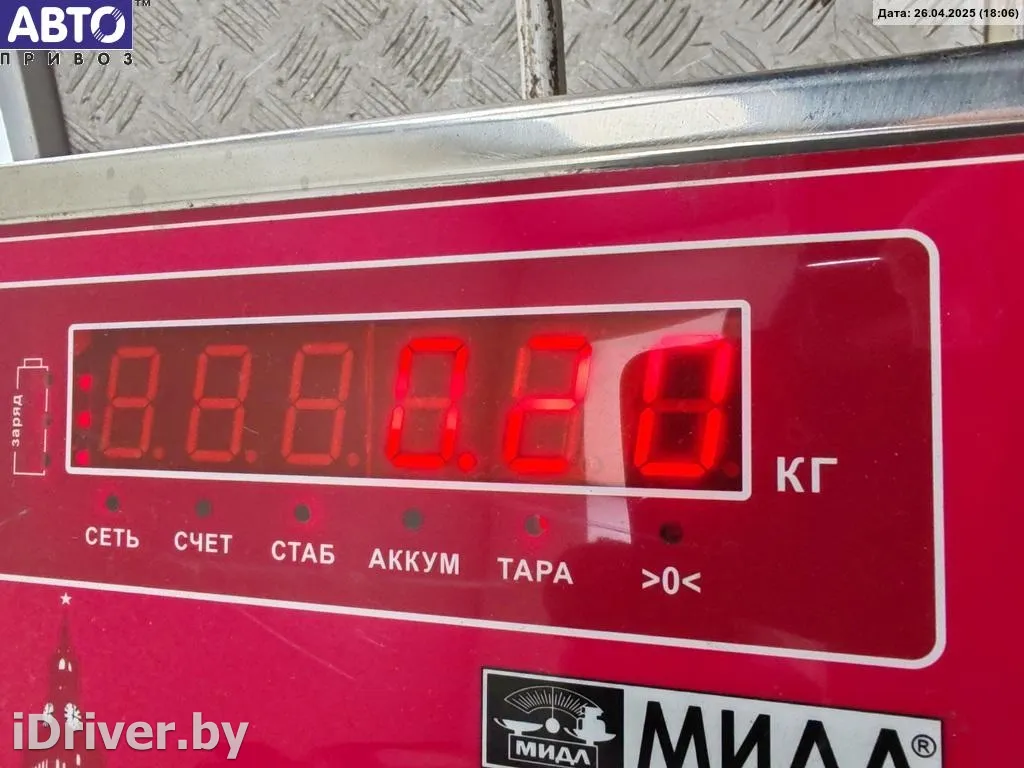 АВТО™
ПРИВОЗ
Дата: 26.04.2025 (18:06)
заряд
0.20
КГ
СЕТЬ СЧЕТ СТАБ АККУМ ТАРА >0<
МИДЛ
МИДЛ®
iDriver.by